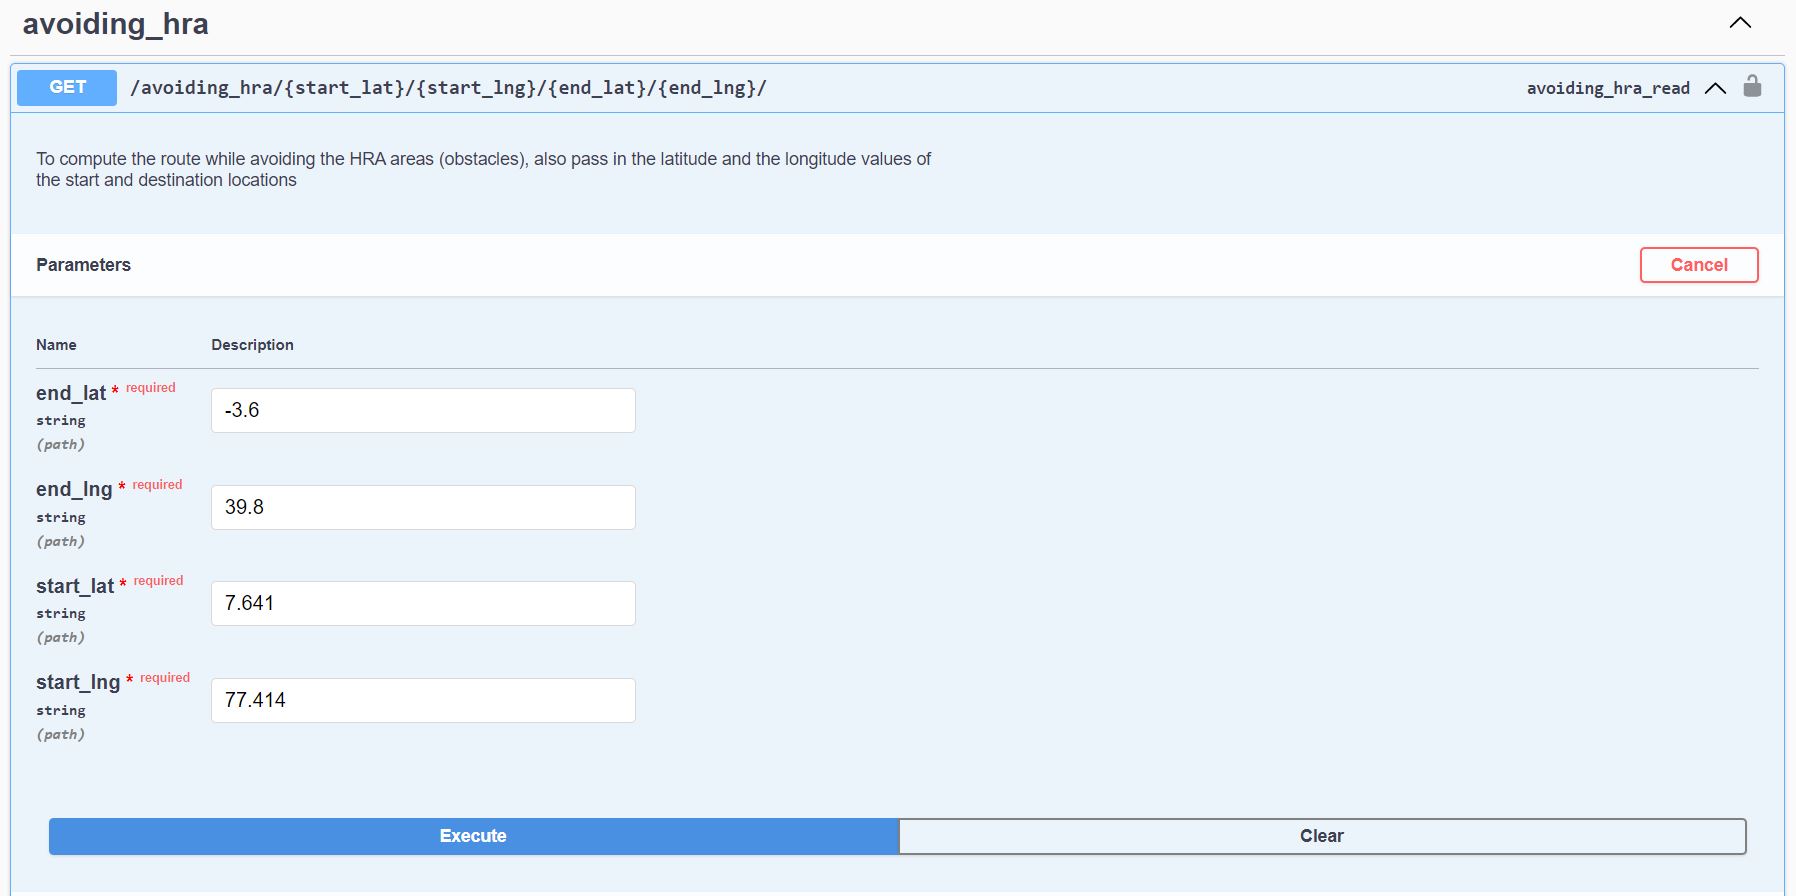 avoiding_hra
GET /avoiding_hra/{start_lat}/{start_lng}/{end_lat}/{end_lng}/ avoiding_hra_read
To compute the route while avoiding the HRA areas (obstacles), also pass in the latitude and the longitude values of
the start and destination locations
Parameters Cancel
Name Description
end_lat * required
string
(path)
-3.6
end_lng * required
string
(path)
39.8
start_lat * required
string
(path)
7.641
start_lng * required
string
(path)
77.414
Execute Clear